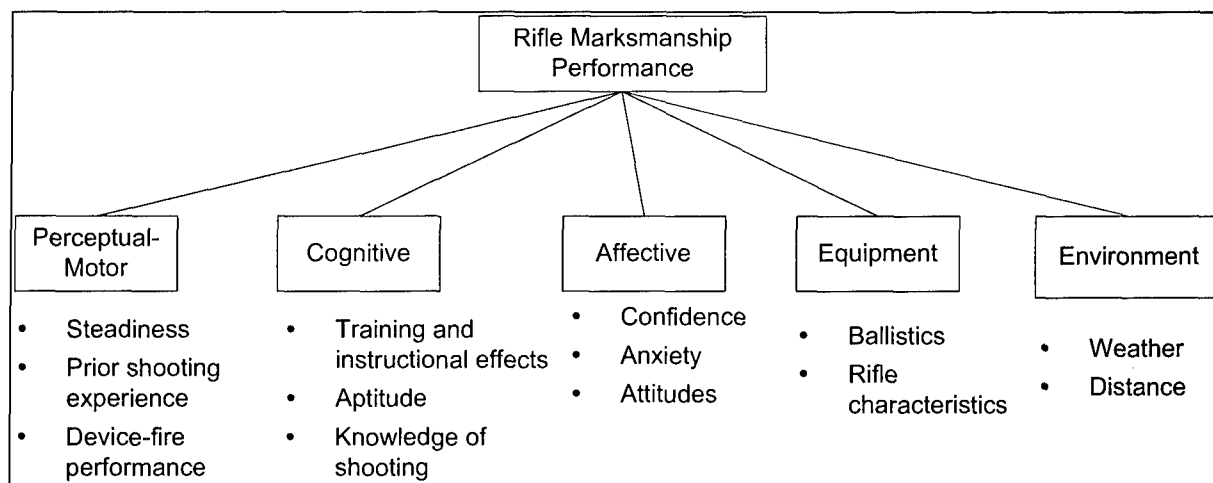 Rifle Marksmanship
Performance
Perceptual-
Motor
Cognitive
Affective
Equipment
Environment
• Steadiness
• Prior shooting
experience
• Device-fire
performance
• Training and
instructional effects
• Aptitude
• Knowledge of
shooting
• Confidence
• Anxiety
• Attitudes
• Ballistics
• Rifle
characteristics
• Weather
• Distance